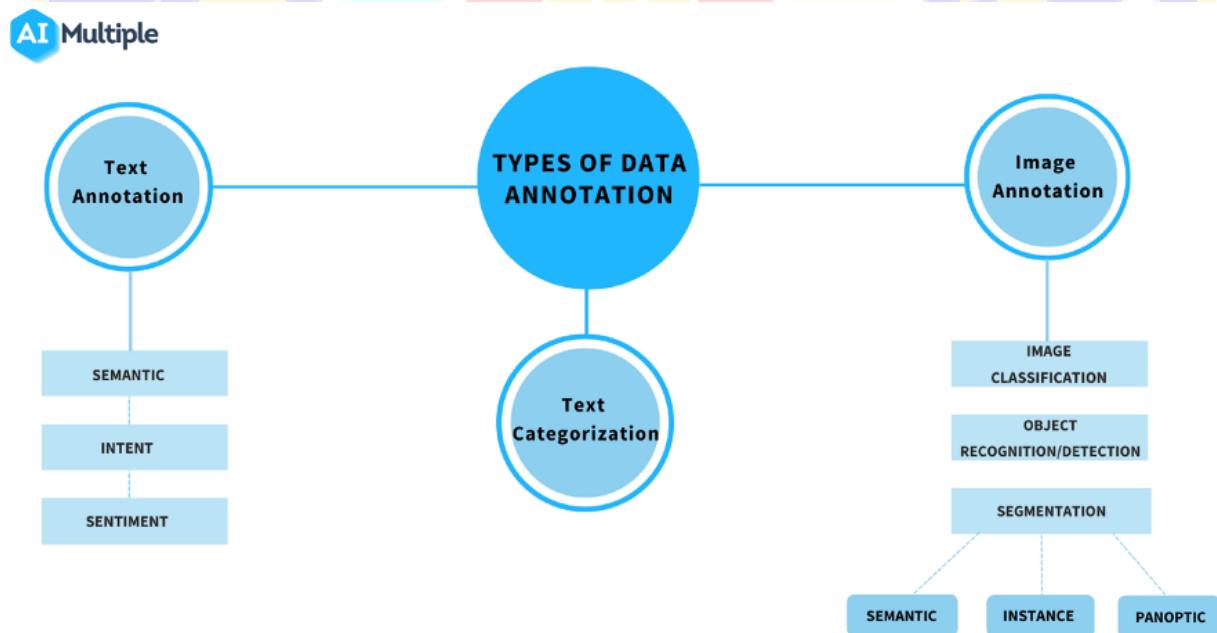 AI Multiple
TYPES OF DATA
ANNOTATION
Text
Annotation
SEMANTIC
INTENT
SENTIMENT
Text
Categorization
Image
Annotation
IMAGE
CLASSIFICATION
OBJECT
RECOGNITION/DETECTION
SEGMENTATION
SEMANTIC
INSTANCE
PANOPTIC